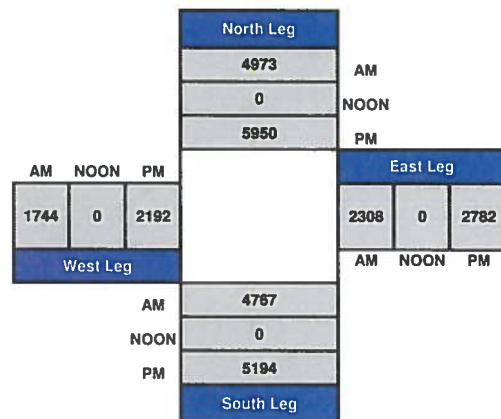 North Leg
4973 AM
0 NOON
5950 PM
AM NOON PM
East Leg
1744 0 2192
2308 0 2782
West Leg
AM NOON PM
AM 4767
NOON 0
PM 5194
South Leg